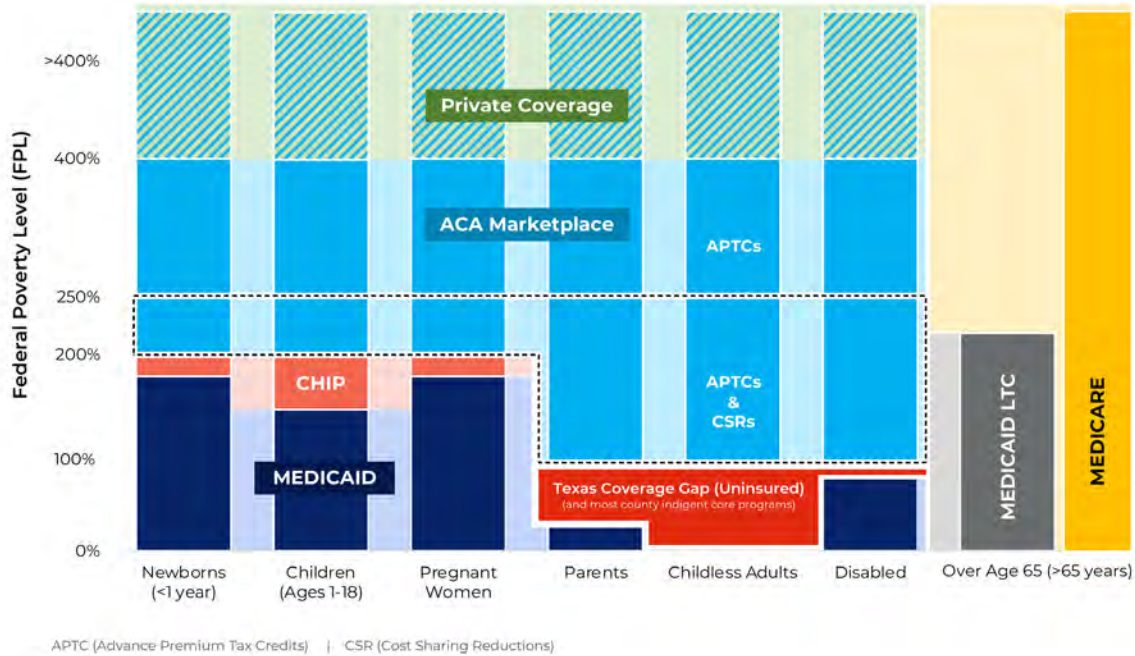 Federal Poverty Level (FPL)
>400%
400%
250%
200%
100%
0%
Private Coverage
ACA Marketplace
APTCs
APTCs
&
CSRs
CHIP
MEDICAID
Texas Coverage Gap (Uninsured)
(and most county indigent core programs)
MEDICAID LTC
MEDICARE
Newborns
(<1 year)
Children
(Ages 1-18)
Pregnant
Women
Parents
Childless Adults
Disabled
Over Age 65 (>65 years)
APTC (Advance Premium Tax Credits) | CSR (Cost Sharing Reductions)